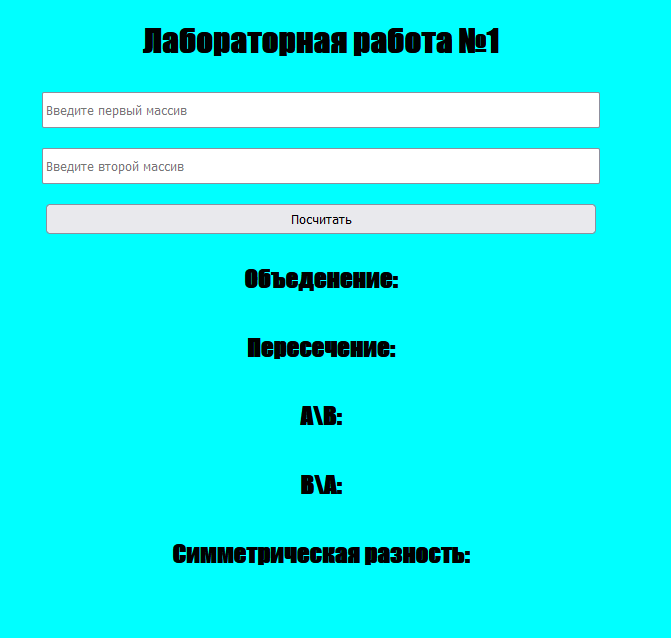 Лабораторная работа №1
Введите первый массив
Введите второй массив
Посчитать
Объеденение:
Пересечение:
A\B:
B\A:
Симметрическая разность: